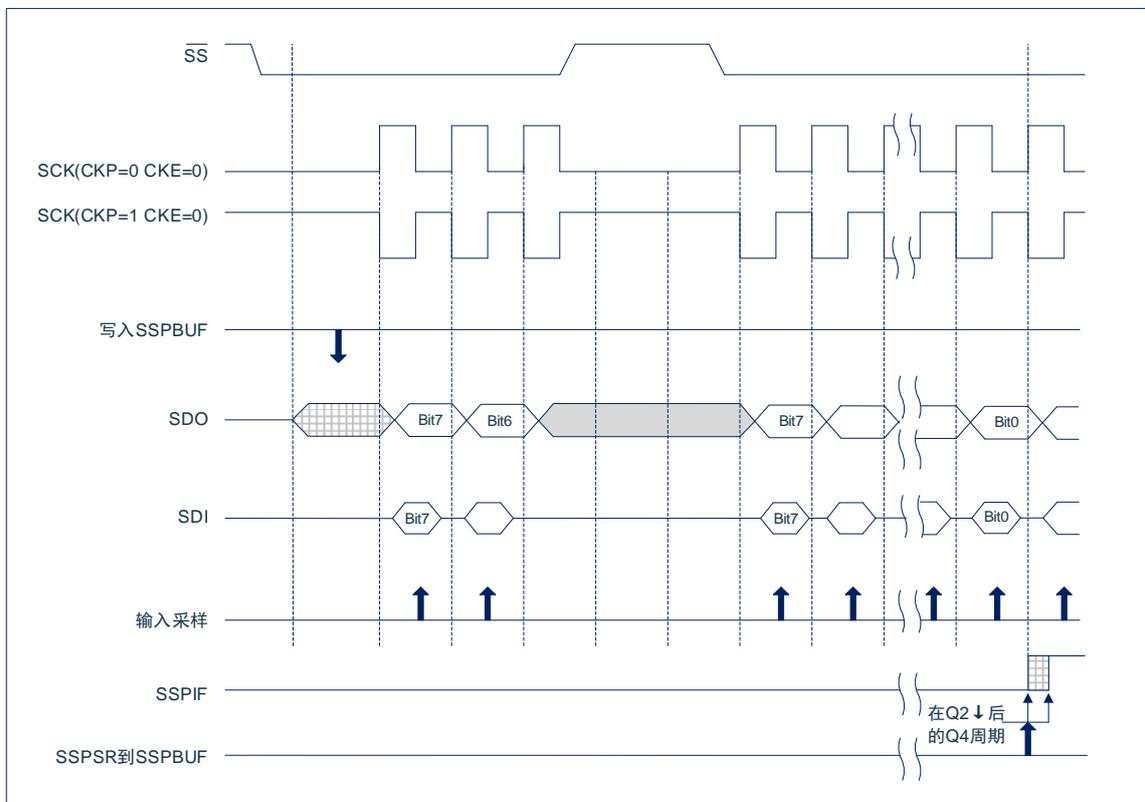 SS
SCK(CKP=0 CKE=0)
SCK(CKP=1 CKE=0)
写入SSPBUF
SDO
Bit7
Bit6
Bit7
Bit0
SDI
Bit7
Bit7
Bit0
输入采样
SSPIF
在Q2↓后
的Q4周期
SSPSR到SSPBUF